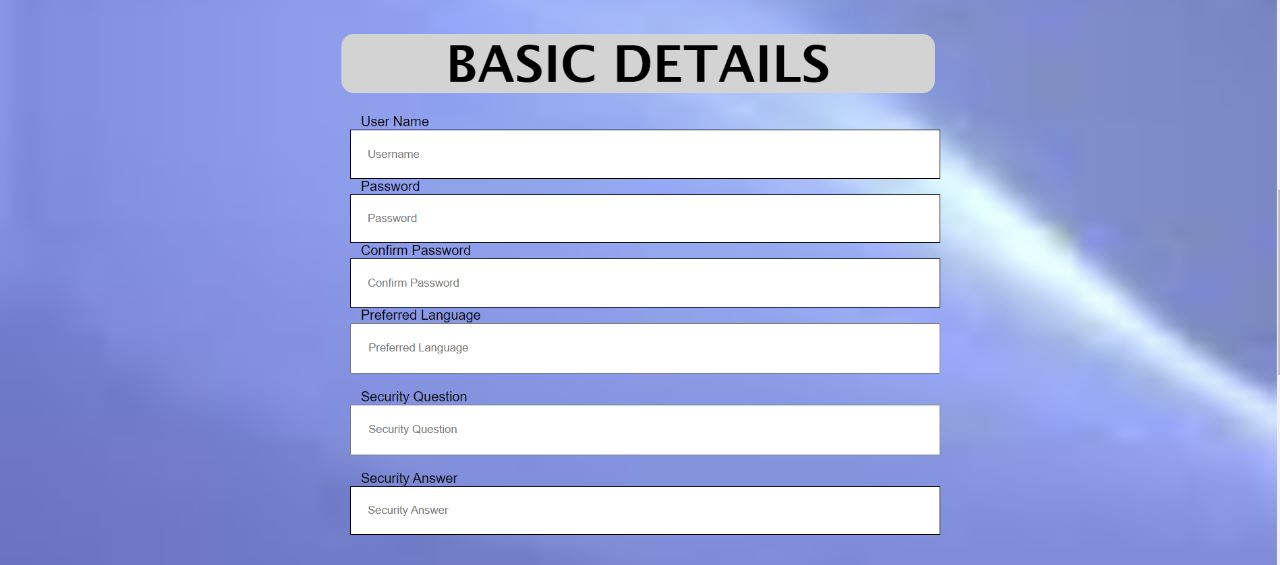 BASIC DETAILS
User Name
Username
Password
Password
Confirm Password
Confirm Password
Preferred Language
Preferred Language
Security Question
Security Question
Security Answer
Security Answer